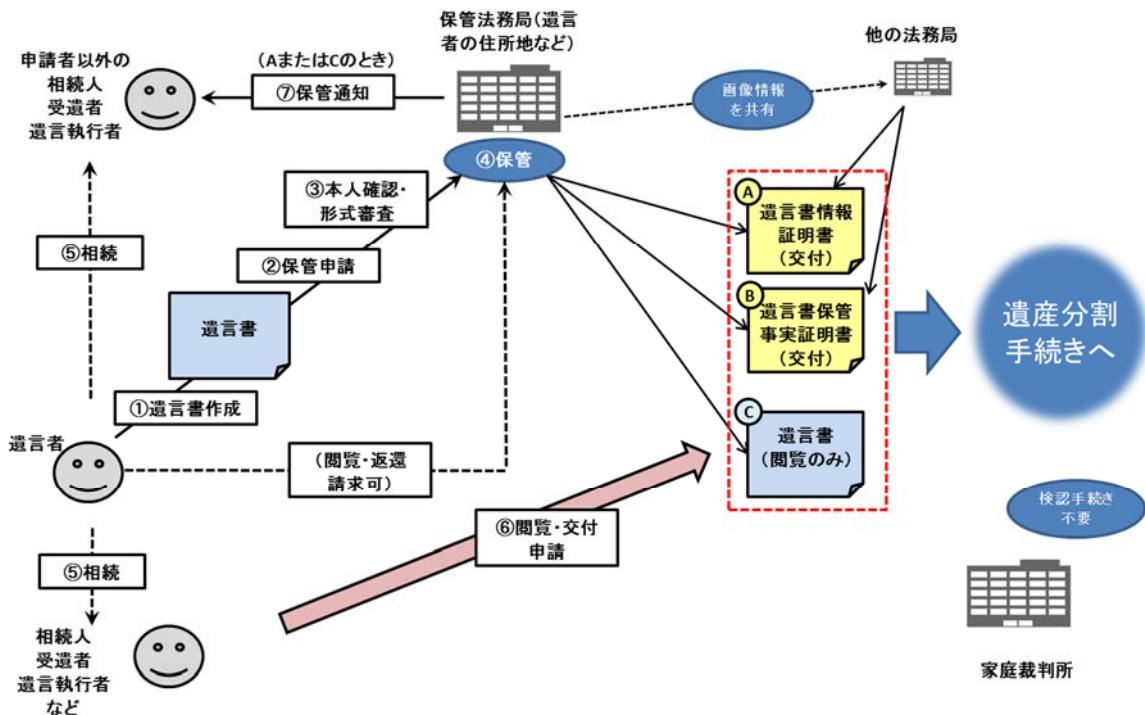 保管法務局(遺言
者の住所地など)
他の法務局
申請者以外の
相続人
受遺者
遺言執行者
(AまたはCのとき)
⑦保管通知
画像情報
を共有
④保管
③本人確認・
形式審査
②保管申請
⑤相続
遺言書
①遺言書作成
遺言者
(閲覧・返還
請求可)
A
遺言書情報
証明書
(交付)
B
遺言書保管
事実証明書
(交付)
C
遺言書
(閲覧のみ)
遺産分割
手続きへ
⑥閲覧・交付
申請
⑤相続
相続人
受遺者
遺言執行者
など
検認手続き
不要
家庭裁判所